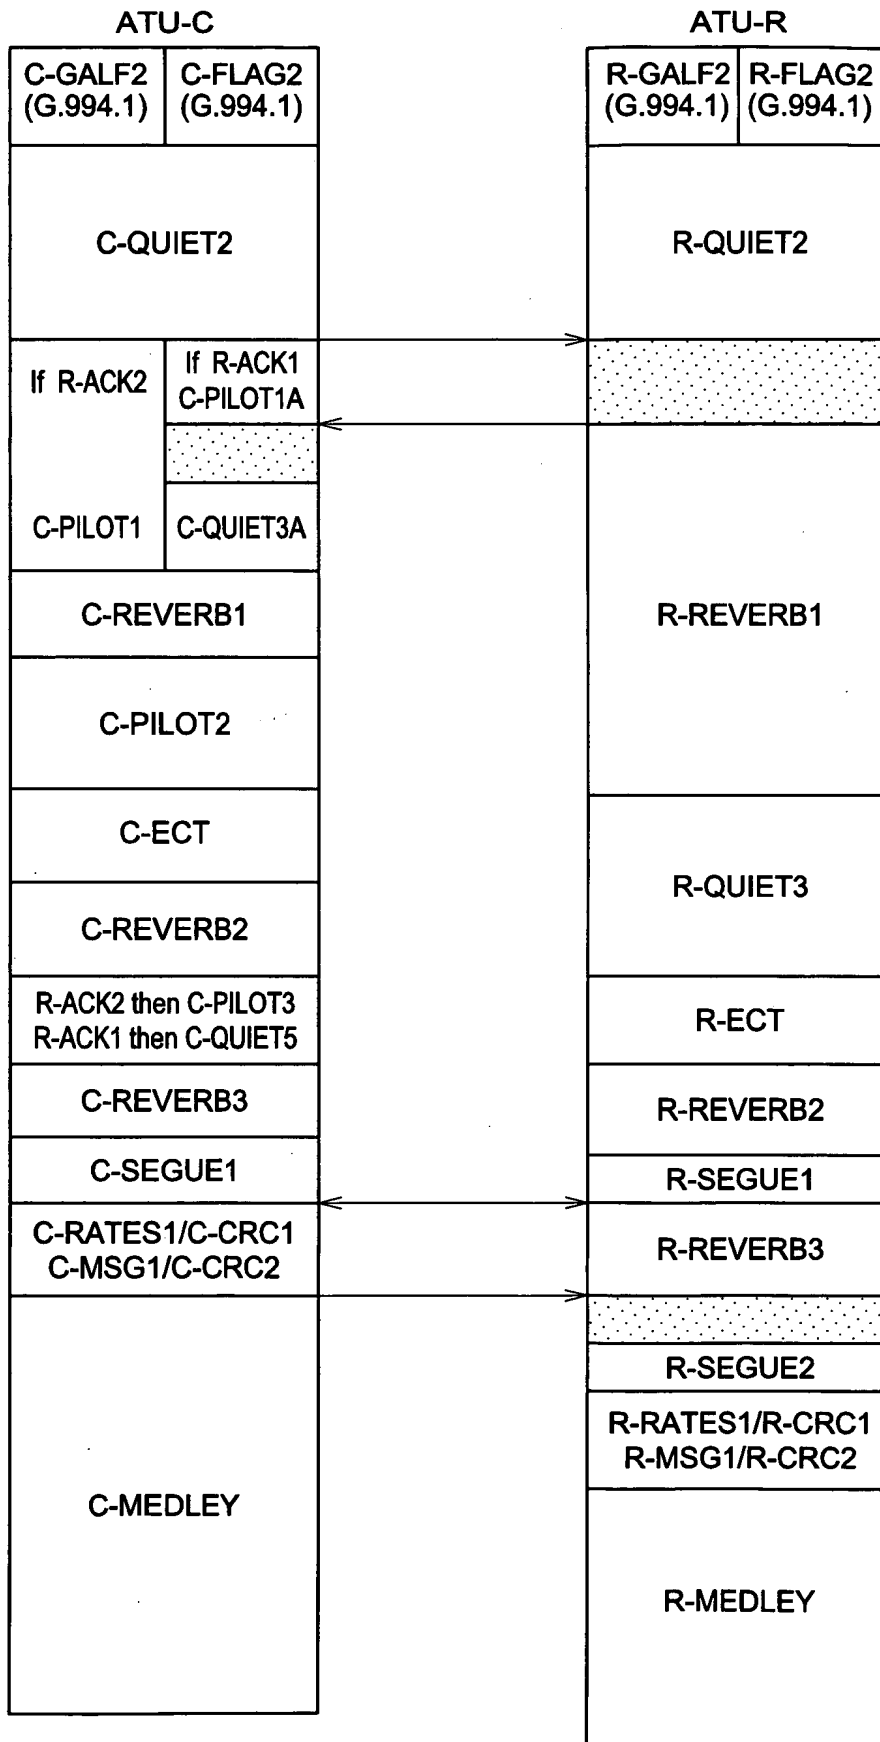 ATU-C
C-GALF2
(G.994.1)
C-FLAG2
(G.994.1)
C-QUIET2
If R-ACK2
C-PILOT1
If R-ACK1
C-PILOT1A
C-QUIET3A
C-REVERB1
C-PILOT2
C-ECT
C-REVERB2
R-ACK2 then C-PILOT3
R-ACK1 then C-QUIET5
C-REVERB3
C-SEGUE1
C-RATES1/C-CRC1
C-MSG1/C-CRC2
C-MEDLEY
ATU-R
R-GALF2
(G.994.1)
R-FLAG2
(G.994.1)
R-QUIET2
R-REVERB1
R-QUIET3
R-ECT
R-REVERB2
R-SEGUE1
R-REVERB3
R-SEGUE2
R-RATES1/R-CRC1
R-MSG1/R-CRC2
R-MEDLEY